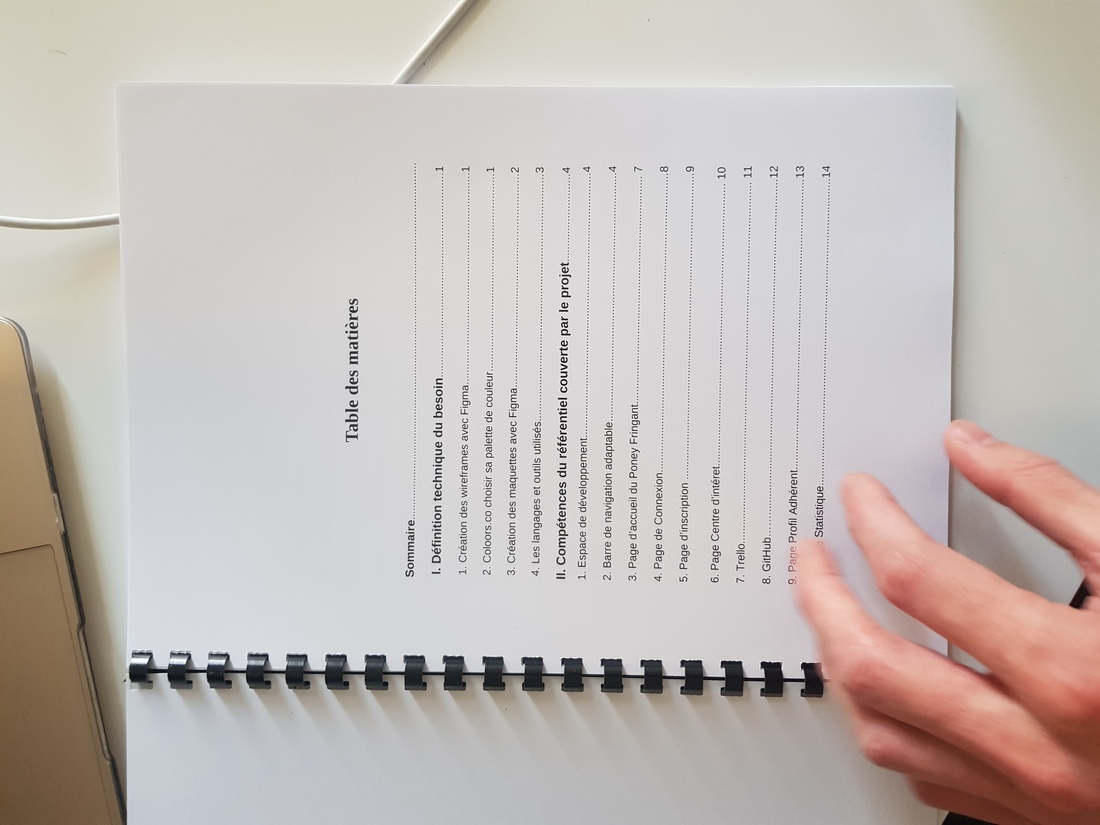 Table des matières
Sommaire......................................................................................................................
I. Définition technique du besoin....................................................................1
1. Création des wireframes avec Figma......................................................................1
2. Coloors.co choisir sa palette de couleur..................................................................1
3. Création des maquettes avec Figma.......................................................................2
4. Les langages et outils utilisés..................................................................................3
II. Compétences du référentiel couverte par le projet.............................4
1. Espace de développement........................................................................................4
2. Barre de navigation adaptable...................................................................................4
3. Page d'accueil du Poney Fringant............................................................................ 7
4. Page de Connexion....................................................................................................8
5. Page d'inscription ......................................................................................................9
6. Page Centre d'intéret.............................................................................................. 10
7. Trello........................................................................................................................ 11
8. GitHub.......................................................................................................................12
9. Page Profil Adhérent.................................................................................................13
Statistique......................................................................................................14